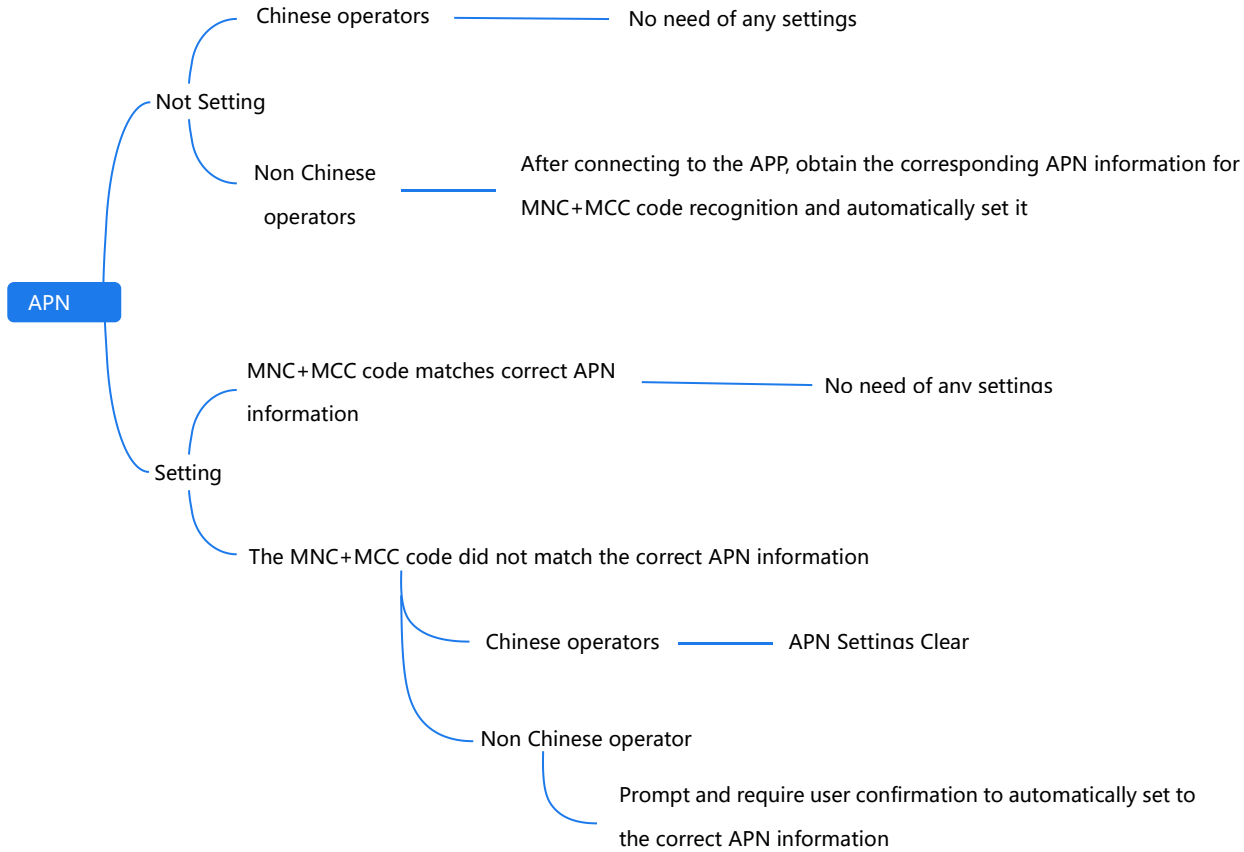 Chinese operators
No need of any settings
Not Setting
Non Chinese
operators
After connecting to the APP, obtain the corresponding APN information for
MNC+MCC code recognition and automatically set it
APN
MNC+MCC code matches correct APN
information
No need of any settings
Setting
The MNC+MCC code did not match the correct APN information
Chinese operators
APN Settings Clear
Non Chinese operator
Prompt and require user confirmation to automatically set to
the correct APN information